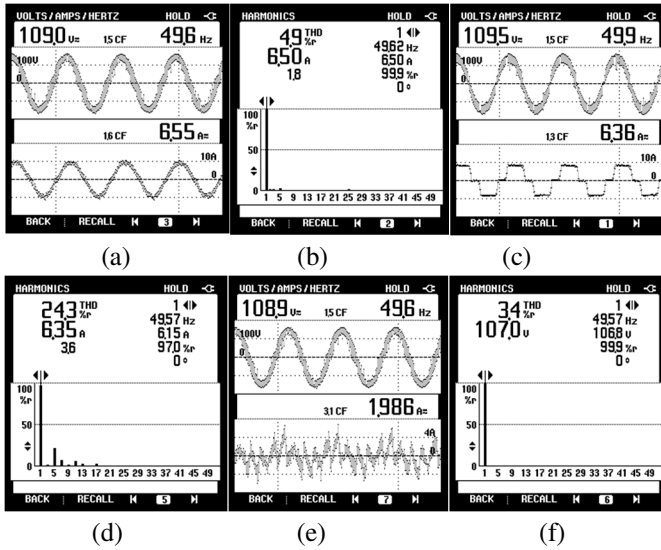 VOLTS/AMPS/HERTZ HOLD
109.0 V≂ 1.5 CF 49.6 Hz
100V
0
1.6 CF 6.55 A≂
10A
0
BACK RECALL 3
(a)
HARMONICS HOLD
4.9 THD %r 1
6.50 A 49.62 Hz
1.8 6.50 A
99.9 %r
0 °
100
%r
50
0
1 5 9 13 17 21 25 29 33 37 41 45 49
BACK RECALL 2
(b)
VOLTS/AMPS/HERTZ HOLD
109.5 V≂ 1.5 CF 49.9 Hz
100V
0
1.3 CF 6.36 A≂
10A
0
BACK RECALL 1
(c)
HARMONICS HOLD
24.3 THD %r 1
6.35 A 49.57 Hz
3.6 6.15 A
97.0 %r
0 °
100
%r
50
0
1 5 9 13 17 21 25 29 33 37 41 45 49
BACK RECALL 5
(d)
VOLTS/AMPS/HERTZ HOLD
108.9 V≂ 1.5 CF 49.6 Hz
100V
0
3.1 CF 1.986 A≂
4A
0
BACK RECALL 7
(e)
HARMONICS HOLD
3.4 THD %r 1
107.0 V 49.57 Hz
106.8 V
99.9 %r
0 °
100
%r
50
0
1 5 9 13 17 21 25 29 33 37 41 45 49
BACK RECALL 6
(f)